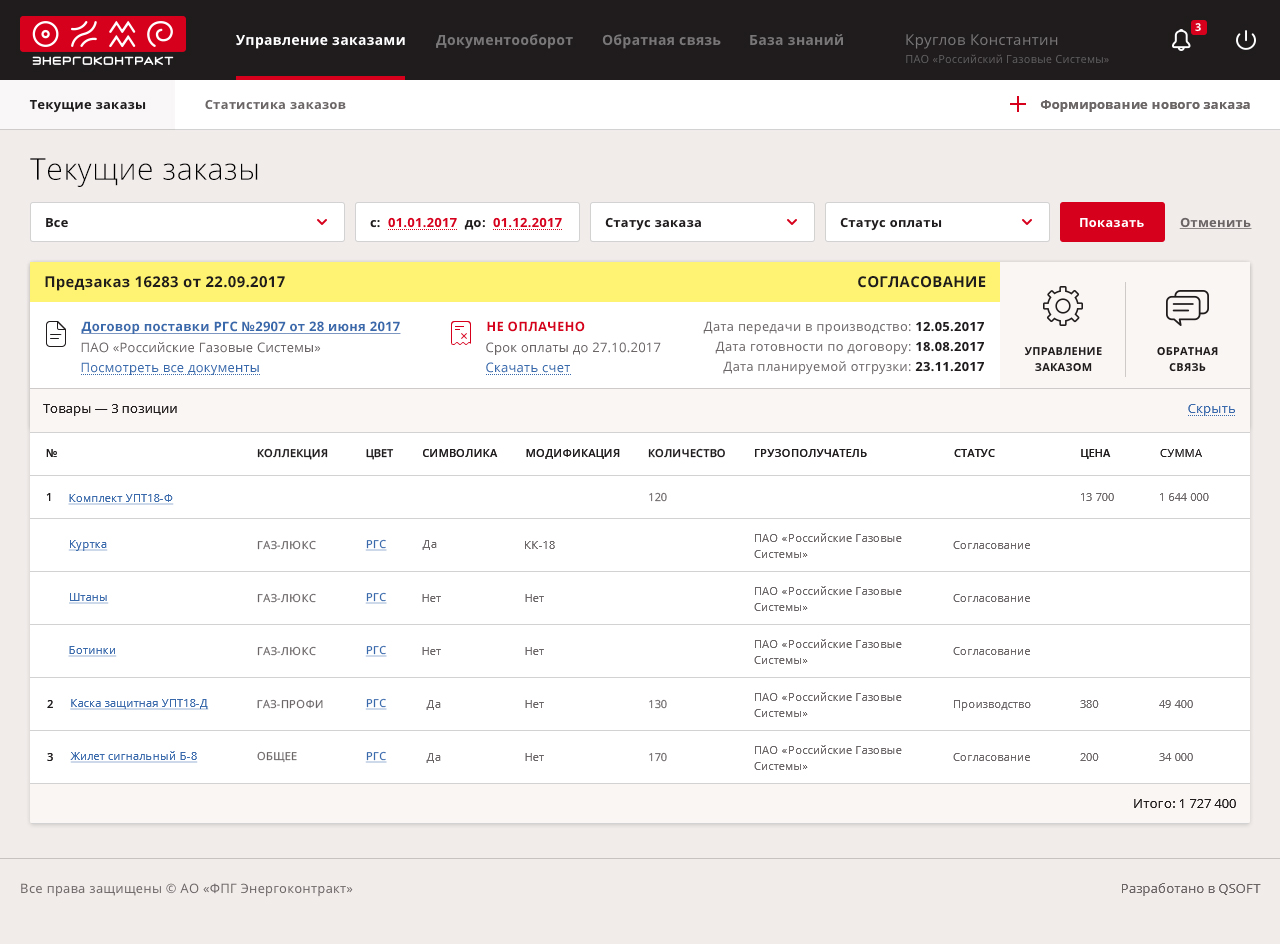 ЭНЕРГОКОНТРАКТ
Управление заказами Документооборот Обратная связь База знаний
Круглов Константин
ПАО «Российский Газовые Системы»
3
Текущие заказы Статистика заказов Формирование нового заказа
Текущие заказы
Все с: 01.01.2017 до: 01.12.2017 Статус заказа Статус оплаты Показать Отменить
Предзаказ 16283 от 22.09.2017 СОГЛАСОВАНИЕ
Договор поставки РГС №2907 от 28 июня 2017
ПАО «Российские Газовые Системы»
Посмотреть все документы
НЕ ОПЛАЧЕНО
Срок оплаты до 27.10.2017
Скачать счет
Дата передачи в производство: 12.05.2017
Дата готовности по договору: 18.08.2017
Дата планируемой отгрузки: 23.11.2017
УПРАВЛЕНИЕ
ЗАКАЗОМ
ОБРАТНАЯ
СВЯЗЬ
Товары — 3 позиции Скрыть
№ КОЛЛЕКЦИЯ ЦВЕТ СИМВОЛИКА МОДИФИКАЦИЯ КОЛИЧЕСТВО ГРУЗОПОЛУЧАТЕЛЬ СТАТУС ЦЕНА СУММА
1 Комплект УПТ18-Ф 120 13 700 1 644 000
Куртка ГАЗ-ЛЮКС РГС Да КК-18 ПАО «Российские Газовые
Системы» Согласование
Штаны ГАЗ-ЛЮКС РГС Нет Нет ПАО «Российские Газовые
Системы» Согласование
Ботинки ГАЗ-ЛЮКС РГС Нет Нет ПАО «Российские Газовые
Системы» Согласование
2 Каска защитная УПТ18-Д ГАЗ-ПРОФИ РГС Да Нет 130 ПАО «Российские Газовые
Системы» Производство 380 49 400
3 Жилет сигнальный Б-8 ОБЩЕЕ РГС Да Нет 170 ПАО «Российские Газовые
Системы» Согласование 200 34 000
Итого: 1 727 400
Все права защищены © АО «ФПГ Энергоконтракт» Разработано в QSOFT